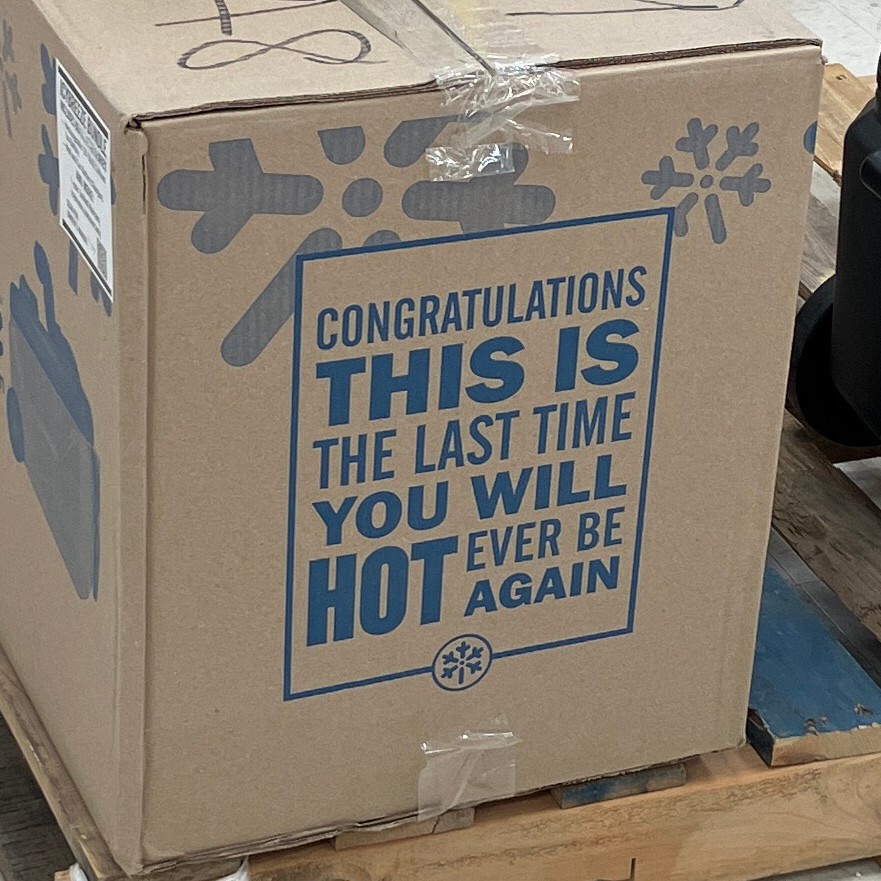 CONGRATULATIONS
THIS IS
THE LAST TIME
YOU WILL
HOT EVER BE
AGAIN